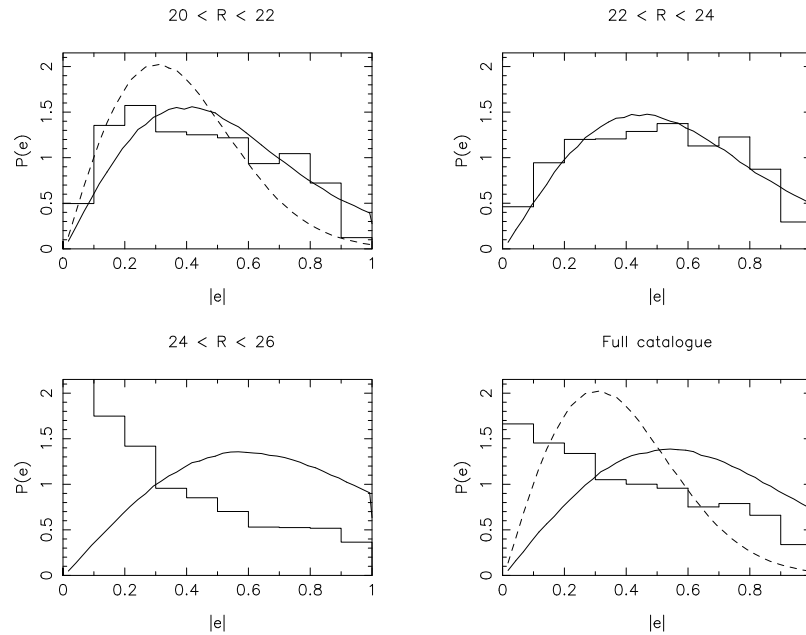 20 < R < 22
22 < R < 24
P(e)
2
1.5
1
0.5
0
0 0.2 0.4 0.6 0.8 1
|e|
P(e)
2
1.5
1
0.5
0
0 0.2 0.4 0.6 0.8
|e|
24 < R < 26
Full catalogue
P(e)
2
1.5
1
0.5
0
0 0.2 0.4 0.6 0.8 1
|e|
P(e)
2
1.5
1
0.5
0
0 0.2 0.4 0.6 0.8
|e|